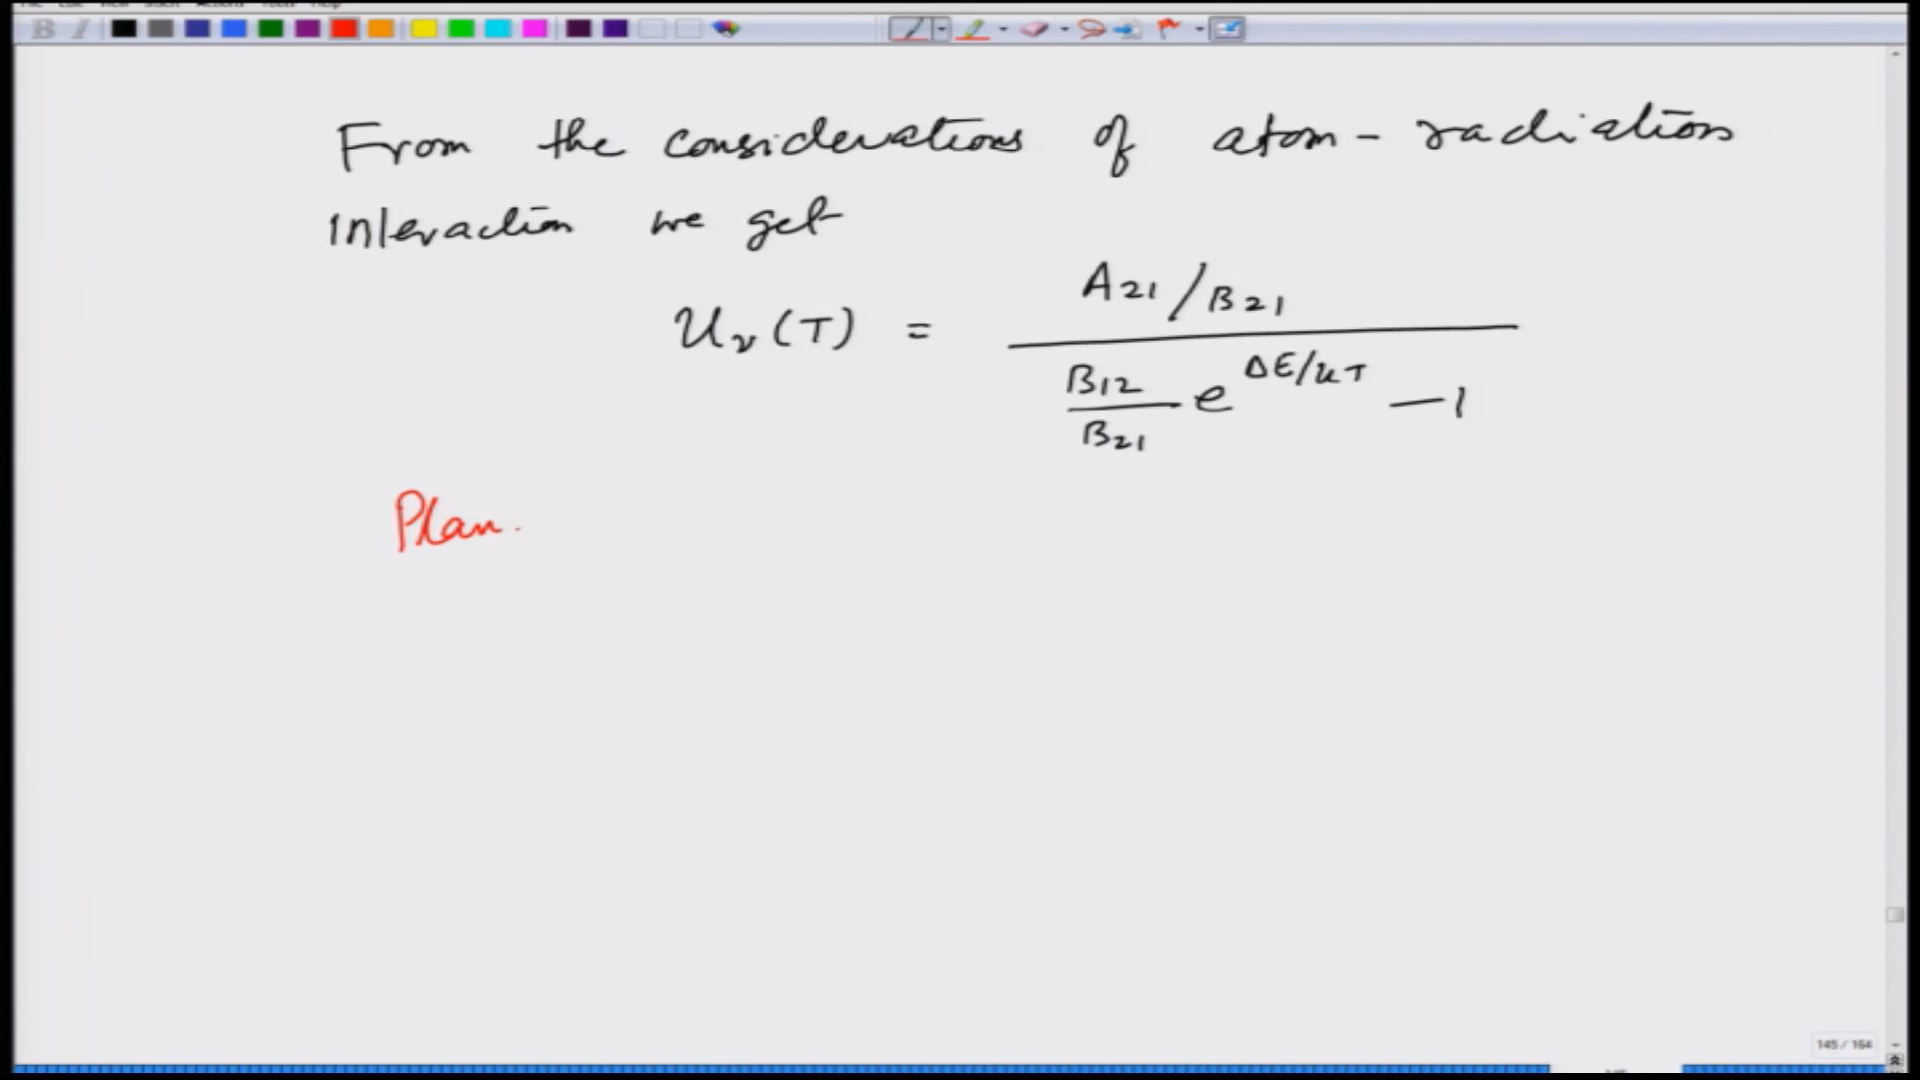 From the considerations of atom - radiation
interaction we get
A21/B21
Uν(T) =
B12 e^ΔE/kT - 1
B21
Plan
145 / 164